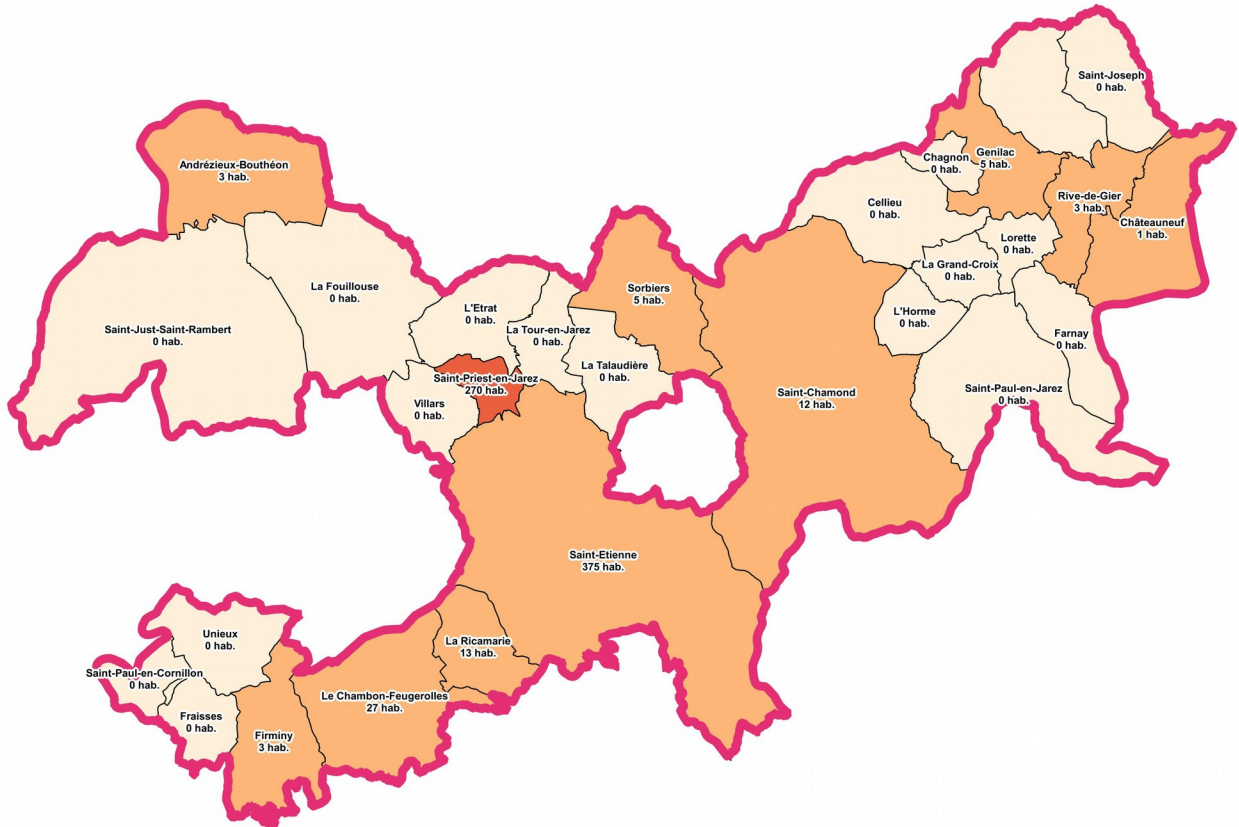 Saint-Joseph
0 hab.
Andrézieux-Bouthéon
3 hab.
Chagnon
0 hab.
Genilac
5 hab.
Cellieu
0 hab.
Rive-de-Gier
3 hab.
Châteauneuf
1 hab.
Lorette
0 hab.
La Grand-Croix
0 hab.
La Fouillouse
0 hab.
Sorbiers
5 hab.
L'Etrat
0 hab.
L'Horme
0 hab.
Saint-Just-Saint-Rambert
0 hab.
La Tour-en-Jarez
0 hab.
Farnay
0 hab.
La Talaudière
0 hab.
Saint-Priest-en-Jarez
270 hab.
Saint-Chamond
12 hab.
Saint-Paul-en-Jarez
0 hab.
Villars
0 hab.
Saint-Etienne
375 hab.
Unieux
0 hab.
La Ricamarie
13 hab.
Saint-Paul-en-Cornillon
0 hab.
Le Chambon-Feugerolles
27 hab.
Fraisses
0 hab.
Firminy
3 hab.